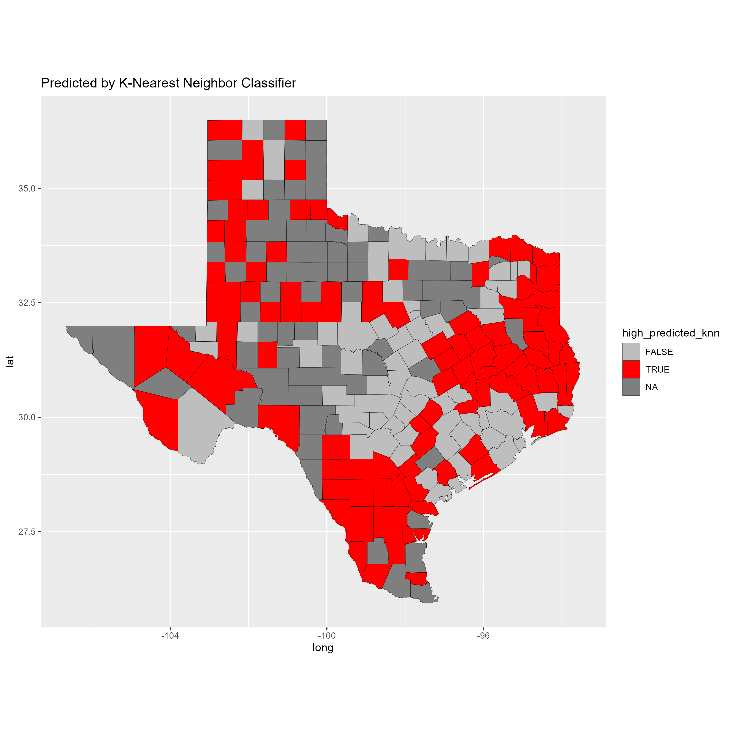 Predicted by K-Nearest Neighbor Classifier
35.0
32.5
30.0
27.5
lat
-104
-100
-96
long
high_predicted_knn
FALSE
TRUE
NA